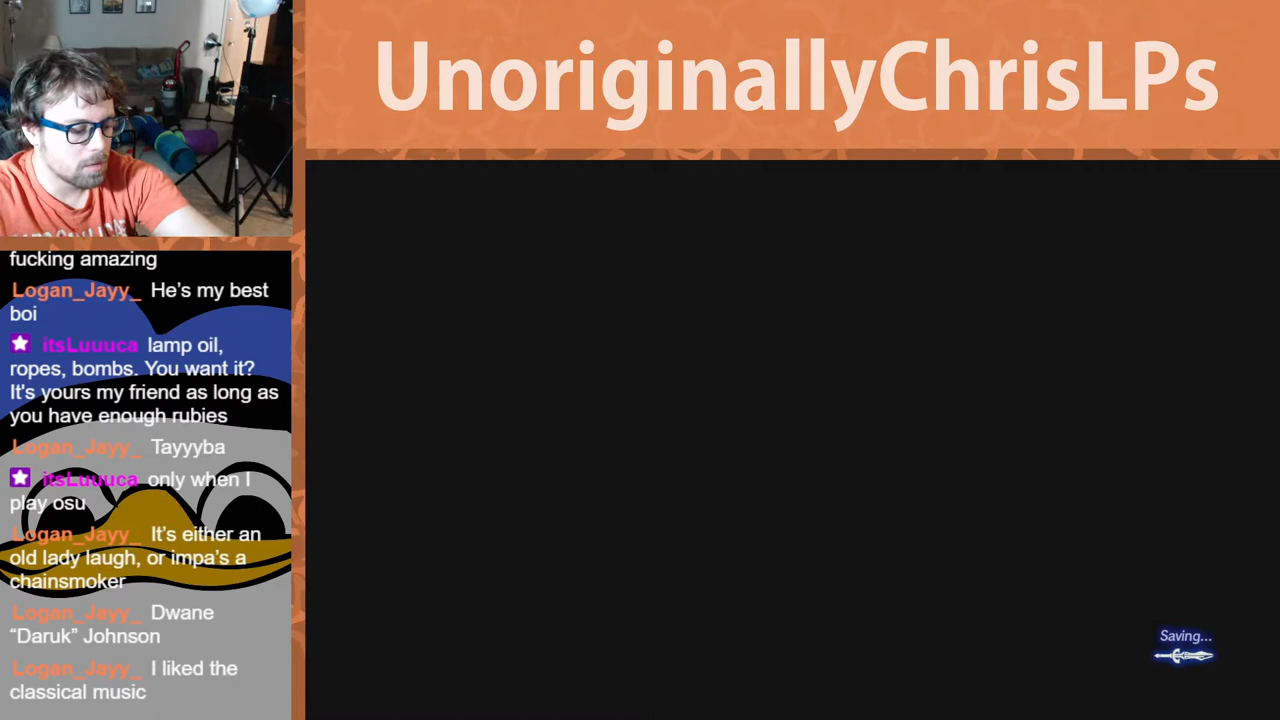 UnoriginallyChrisLPs
fucking amazing
Logan_Jayy_ He's my best
boi
itsLuuuca lamp oil,
ropes, bombs. You want it?
It's yours my friend as long as
you have enough rubies
Logan_Jayy_ Tayyyba
itsLuuuca only when I
play osu
Logan_Jayy_ It’s either an
old lady laugh, or impa’s a
chainsmoker
Logan_Jayy_ Dwane
“Daruk” Johnson
Logan_Jayy_ I liked the
classical music
Saving...